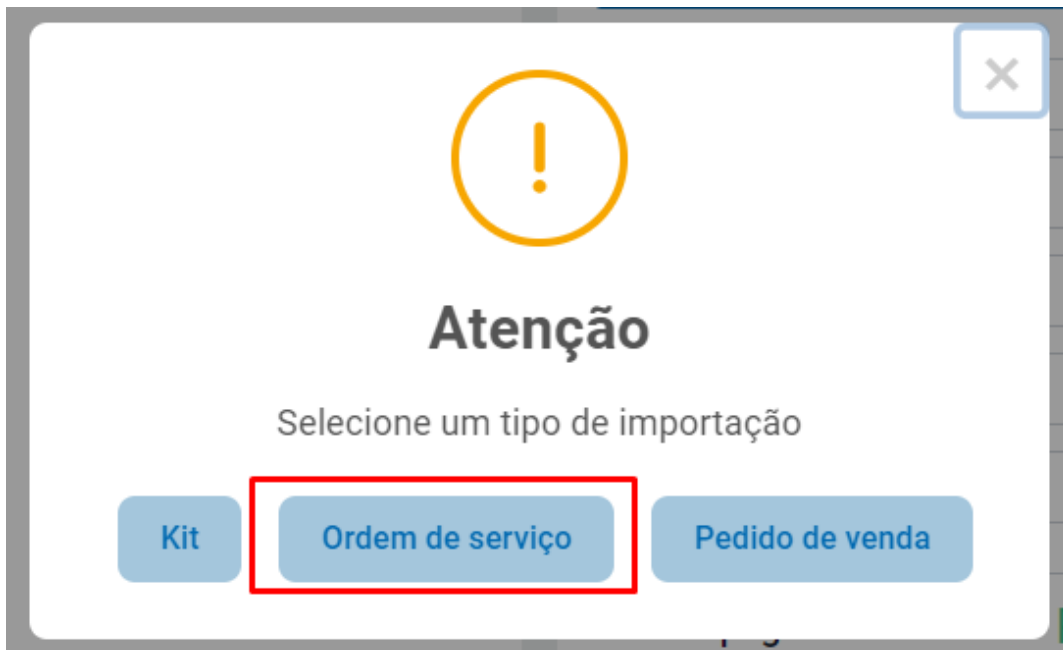 Atenção
Selecione um tipo de importação
Kit
Ordem de serviço
Pedido de venda